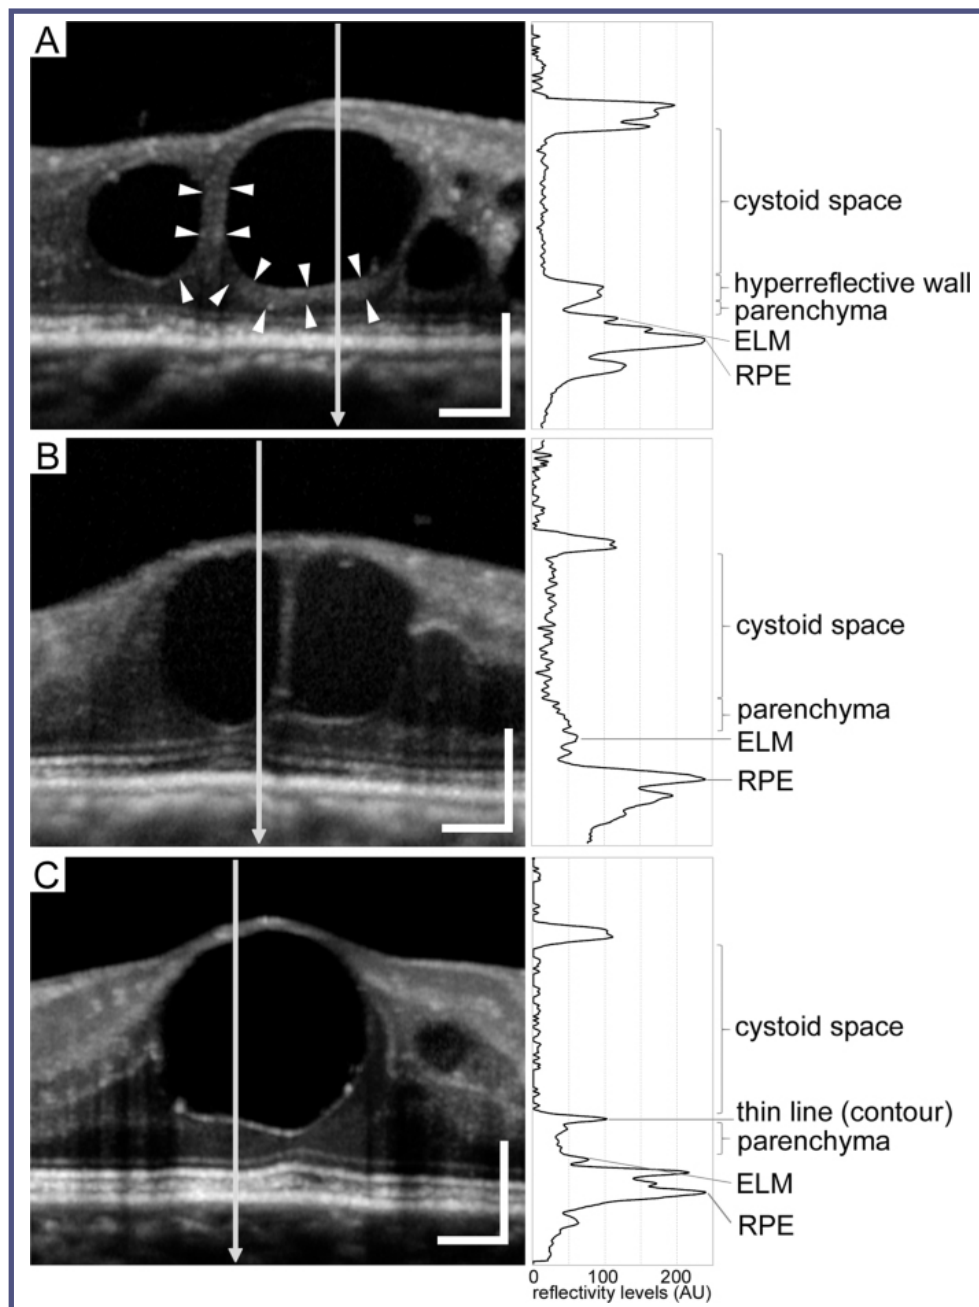 A
cystoid space
hyperreflective wall
parenchyma
ELM
RPE
B
cystoid space
parenchyma
ELM
RPE
C
cystoid space
thin line (contour)
parenchyma
ELM
RPE
0 100 200
reflectivity levels (AU)